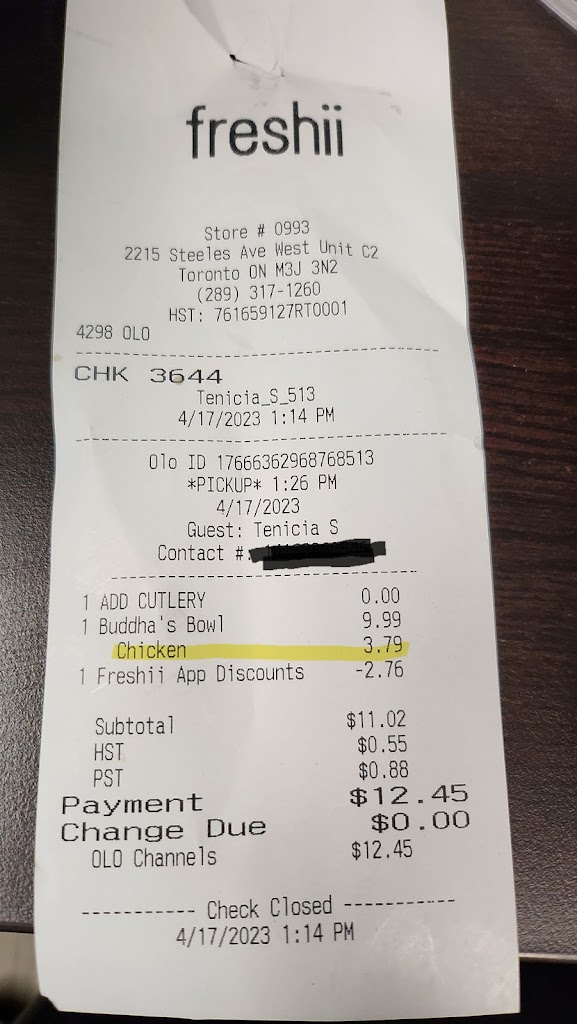 freshii
Store # 0993
2215 Steeles Ave West Unit C2
Toronto ON M3J 3N2
(289) 317-1260
HST: 761659127RT0001
4298 OLO
CHK 3644
Tenicia_S_513
4/17/2023 1:14 PM
Olo ID 17666362968768513
*PICKUP* 1:26 PM
4/17/2023
Guest: Tenicia S
Contact #:
1 ADD CUTLERY 0.00
1 Buddha's Bowl 9.99
Chicken 3.79
1 Freshii App Discounts -2.76
Subtotal $11.02
HST $0.55
PST $0.88
Payment $12.45
Change Due $0.00
OLO Channels $12.45
----------- Check Closed -----------
4/17/2023 1:14 PM